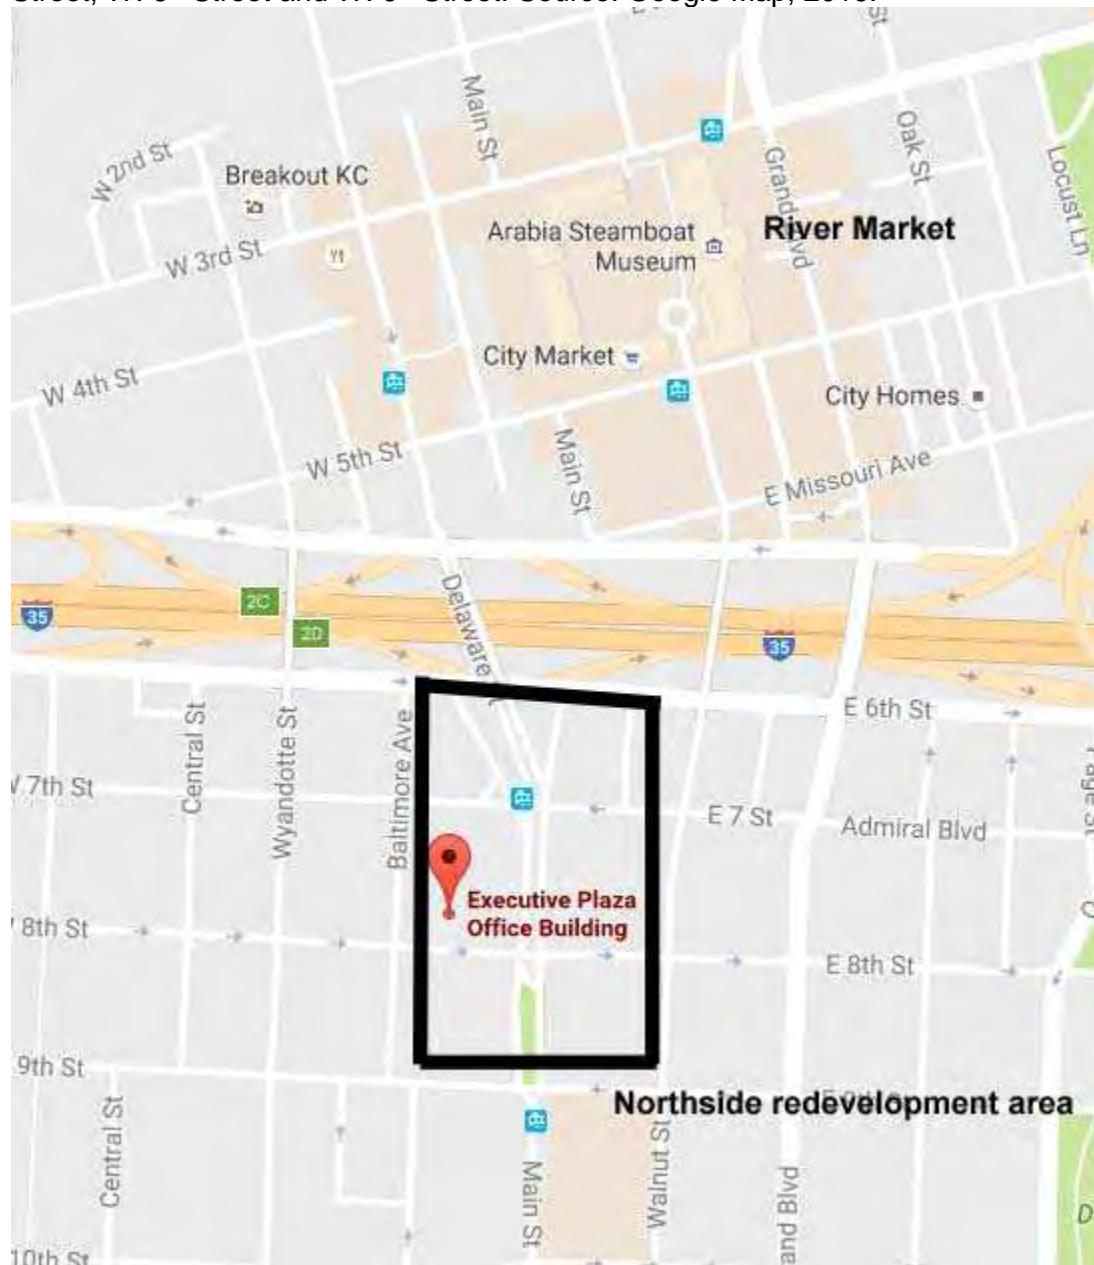 Main St
Oak St
W 2nd St
Breakout KC
Grand Blvd
Locust Ln
River Market
Arabia Steamboat
Museum
W 3rd St
City Market
W 4th St
City Homes
Main St
W 5th St
E Missouri Ave
Delaware
2C
35
2D
35
E 6th St
Central St
Wyandotte St
Baltimore Ave
7th St
E 7 St
Admiral Blvd
Executive Plaza
Office Building
8th St
E 8th St
9th St
Northside redevelopment area
Central St
Main St
Walnut St
and Blvd
10th St
D